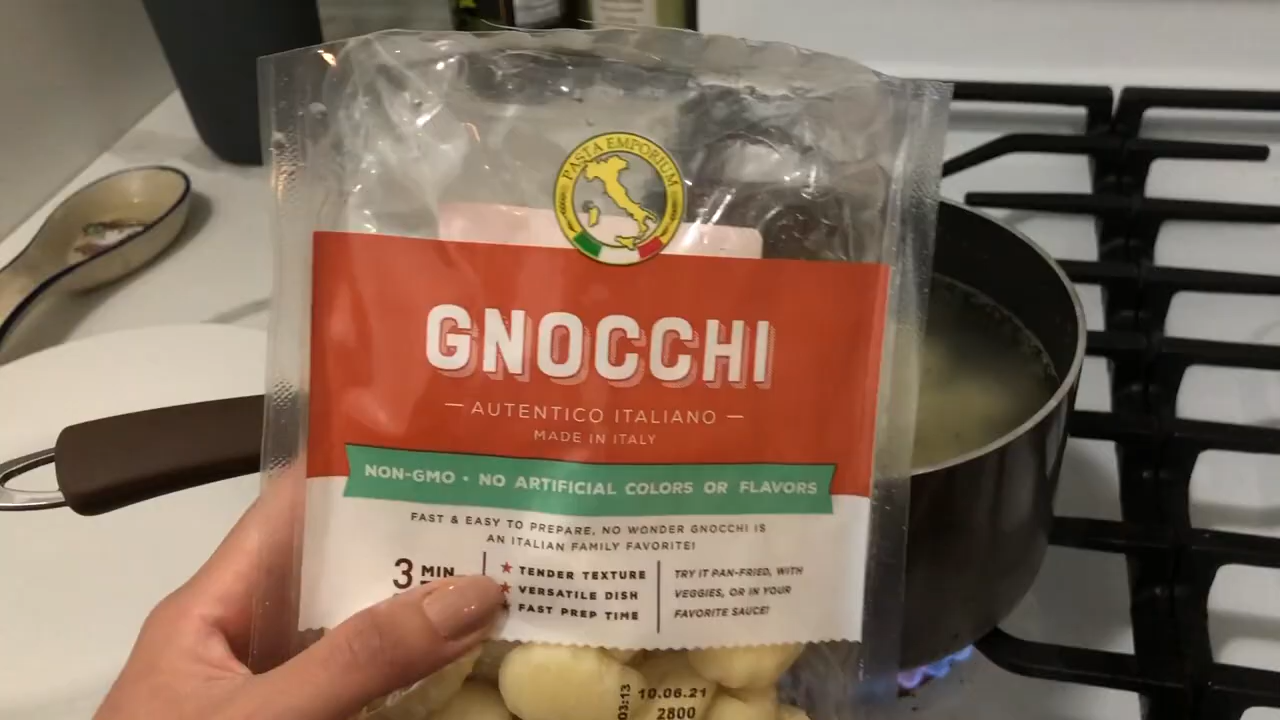 PASTA EMPORIUM
GNOCCHI
— AUTENTICO ITALIANO —
MADE IN ITALY
NON-GMO • NO ARTIFICIAL COLORS OR FLAVORS
FAST & EASY TO PREPARE, NO WONDER GNOCCHI IS
AN ITALIAN FAMILY FAVORITE!
3 MIN
★ TENDER TEXTURE
★ VERSATILE DISH
★ FAST PREP TIME
TRY IT PAN-FRIED, WITH
VEGGIES, OR IN YOUR
FAVORITE SAUCE!
03:13
10.06.21
2800